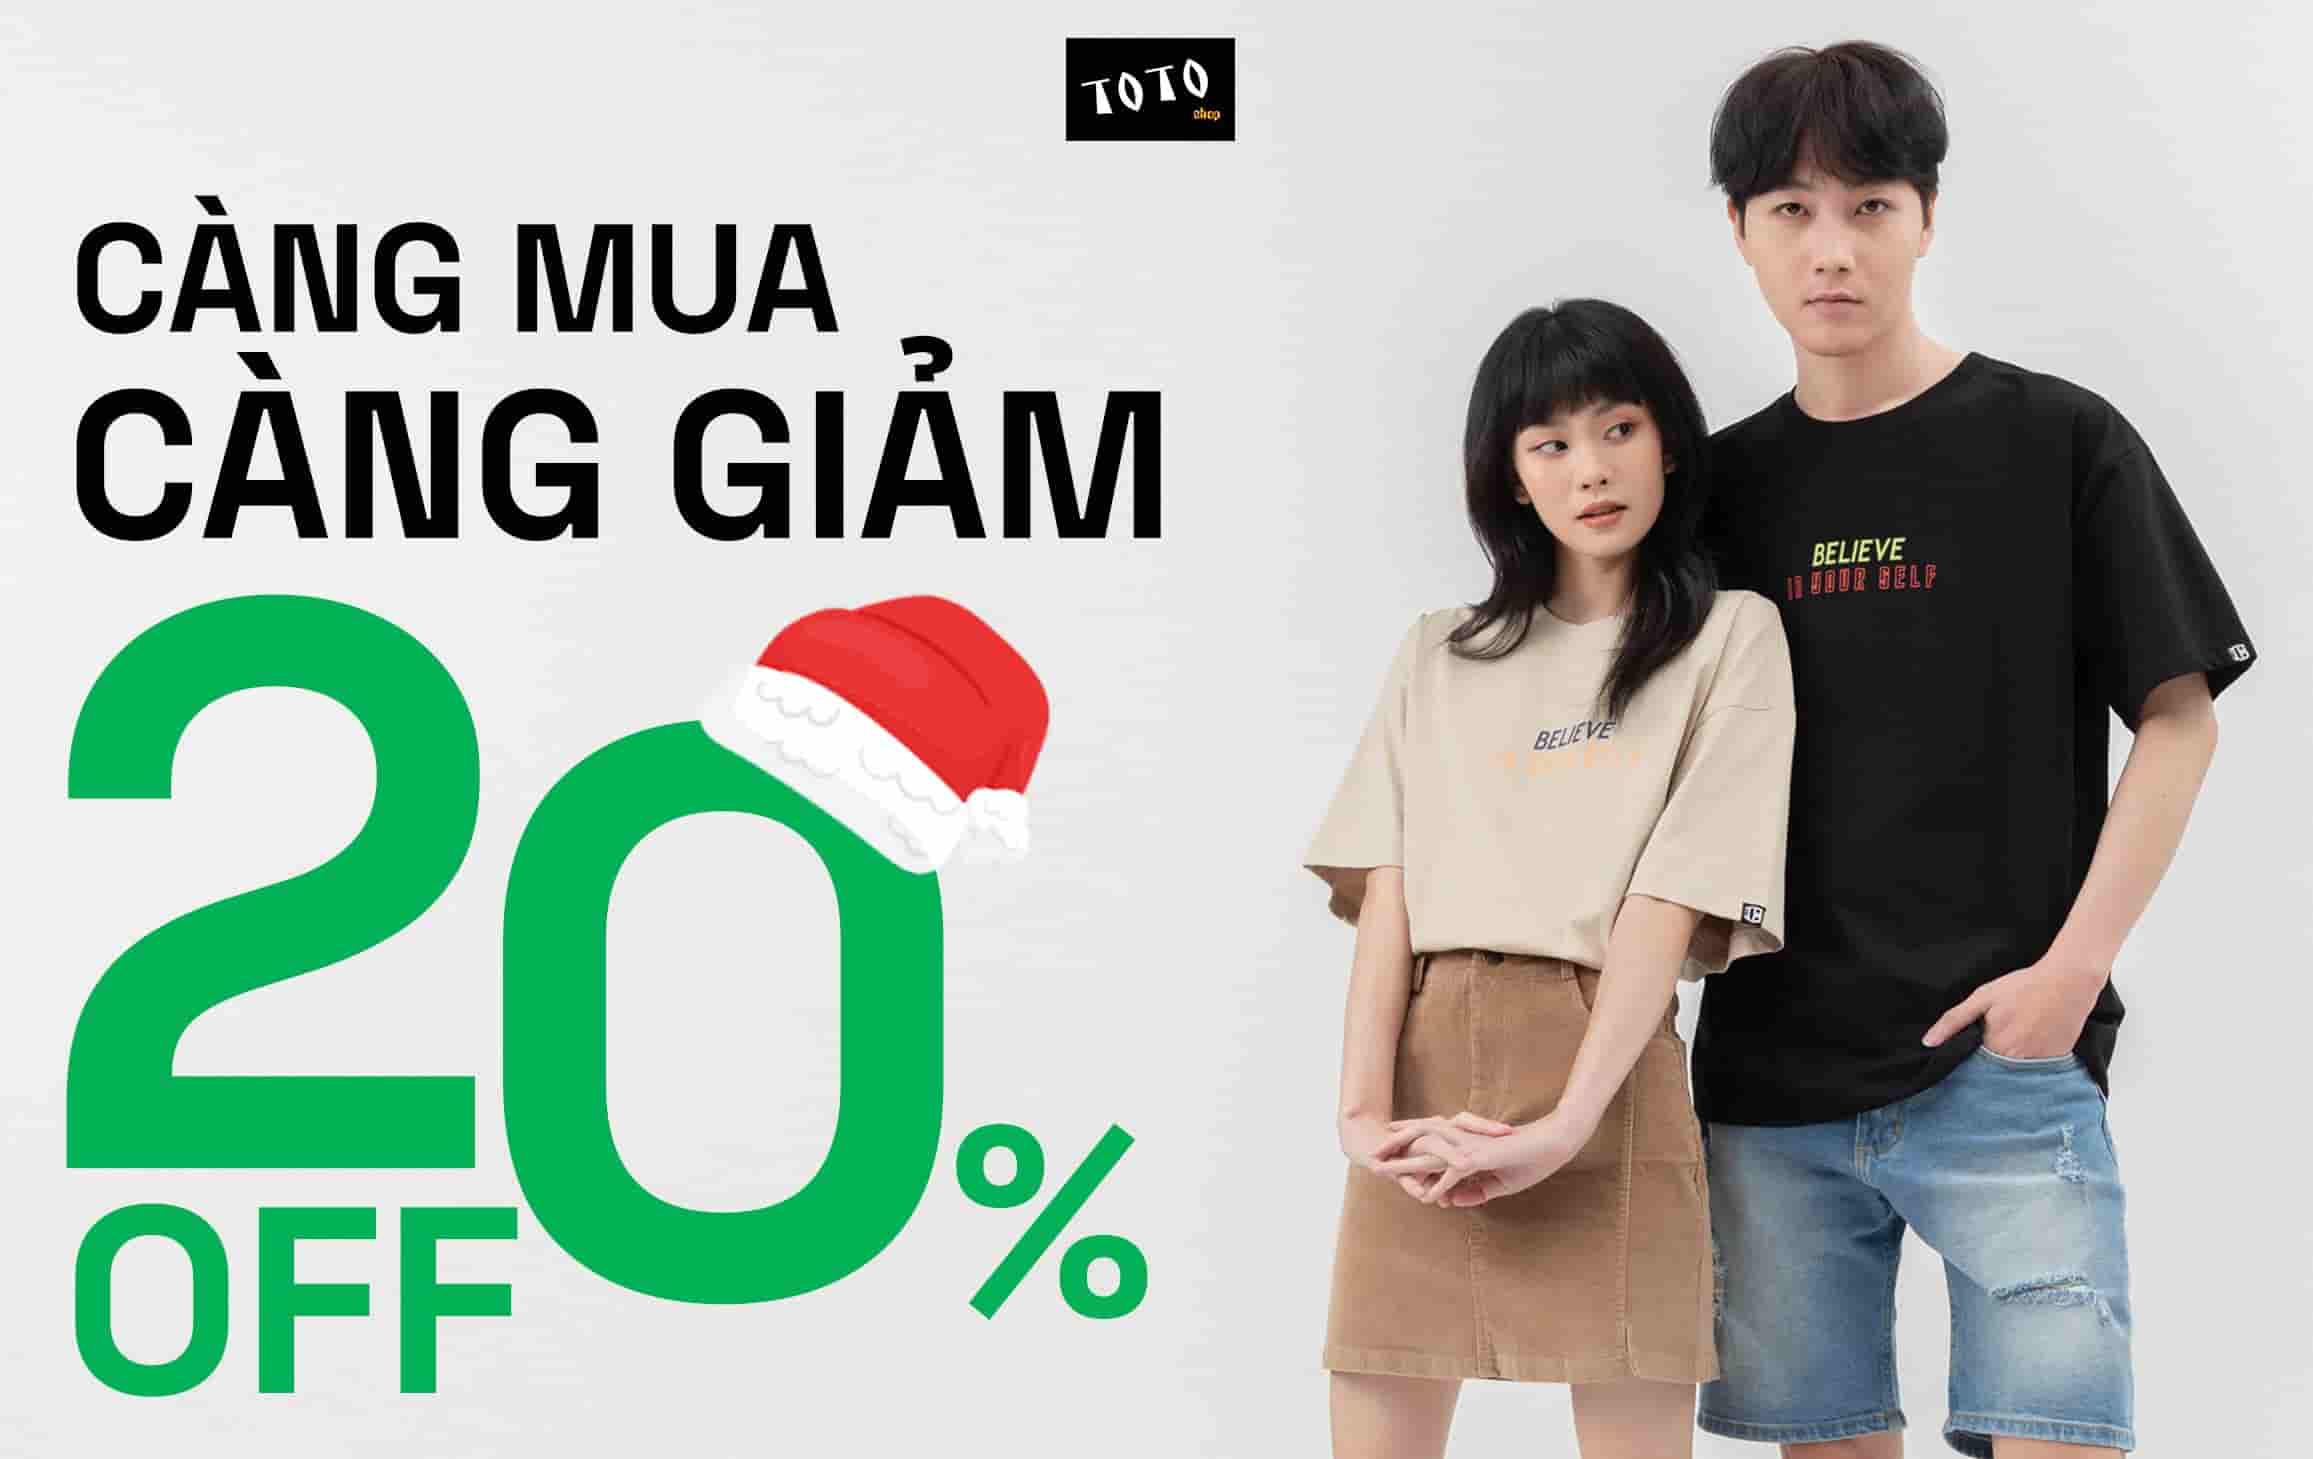 TOTO
shop
CÀNG MUA
CÀNG GIẢM
20%
OFF
BELIEVE
IN YOUR SELF
BELIEVE